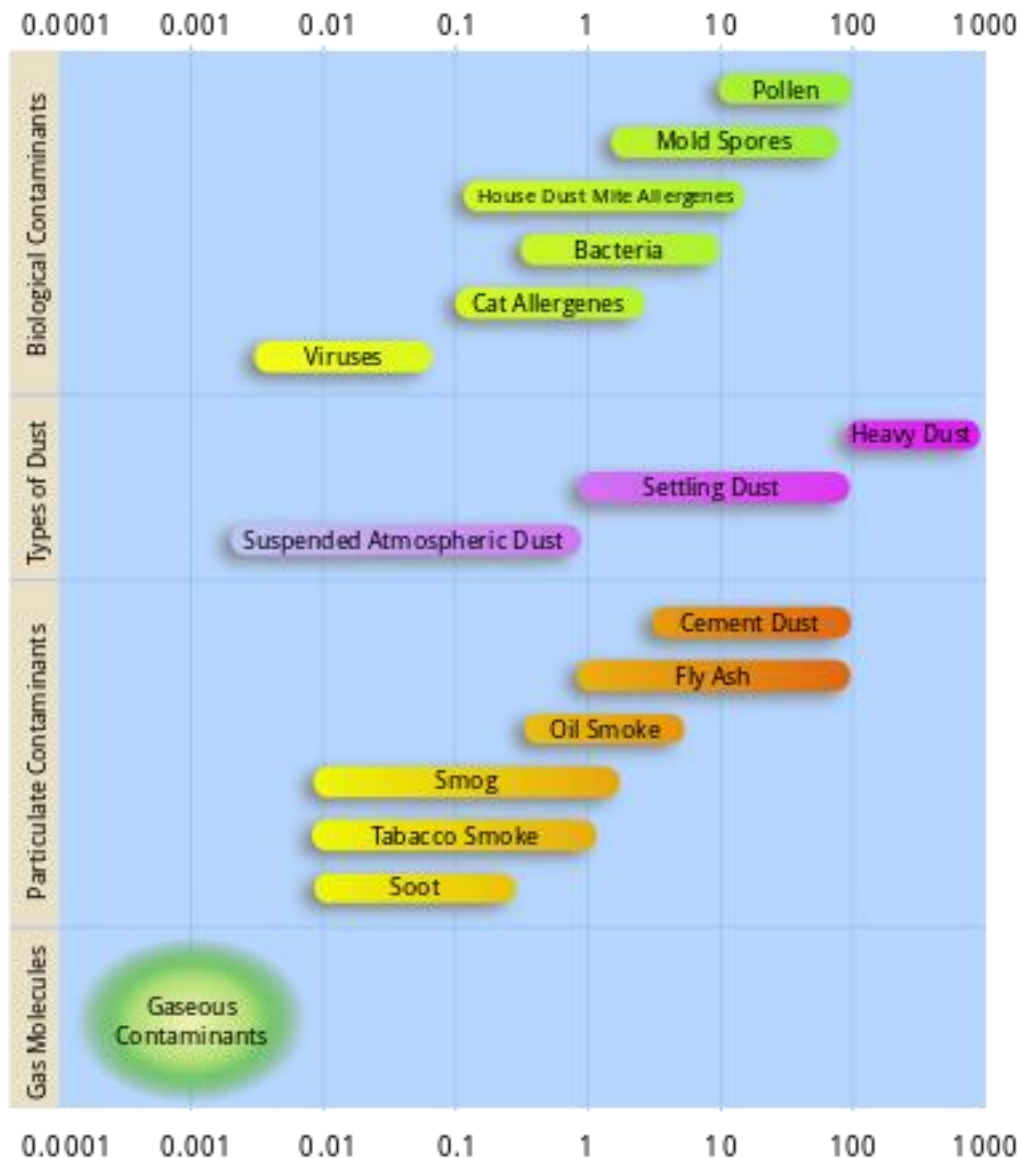 0.0001 0.001 0.01 0.1 1 10 100 1000
Biological Contaminants
Pollen
Mold Spores
House Dust Mite Allergenes
Bacteria
Cat Allergenes
Viruses
Types of Dust
Heavy Dust
Settling Dust
Suspended Atmospheric Dust
Particulate Contaminants
Cement Dust
Fly Ash
Oil Smoke
Smog
Tabacco Smoke
Soot
Gas Molecules
Gaseous
Contaminants
0.0001 0.001 0.01 0.1 1 10 100 1000